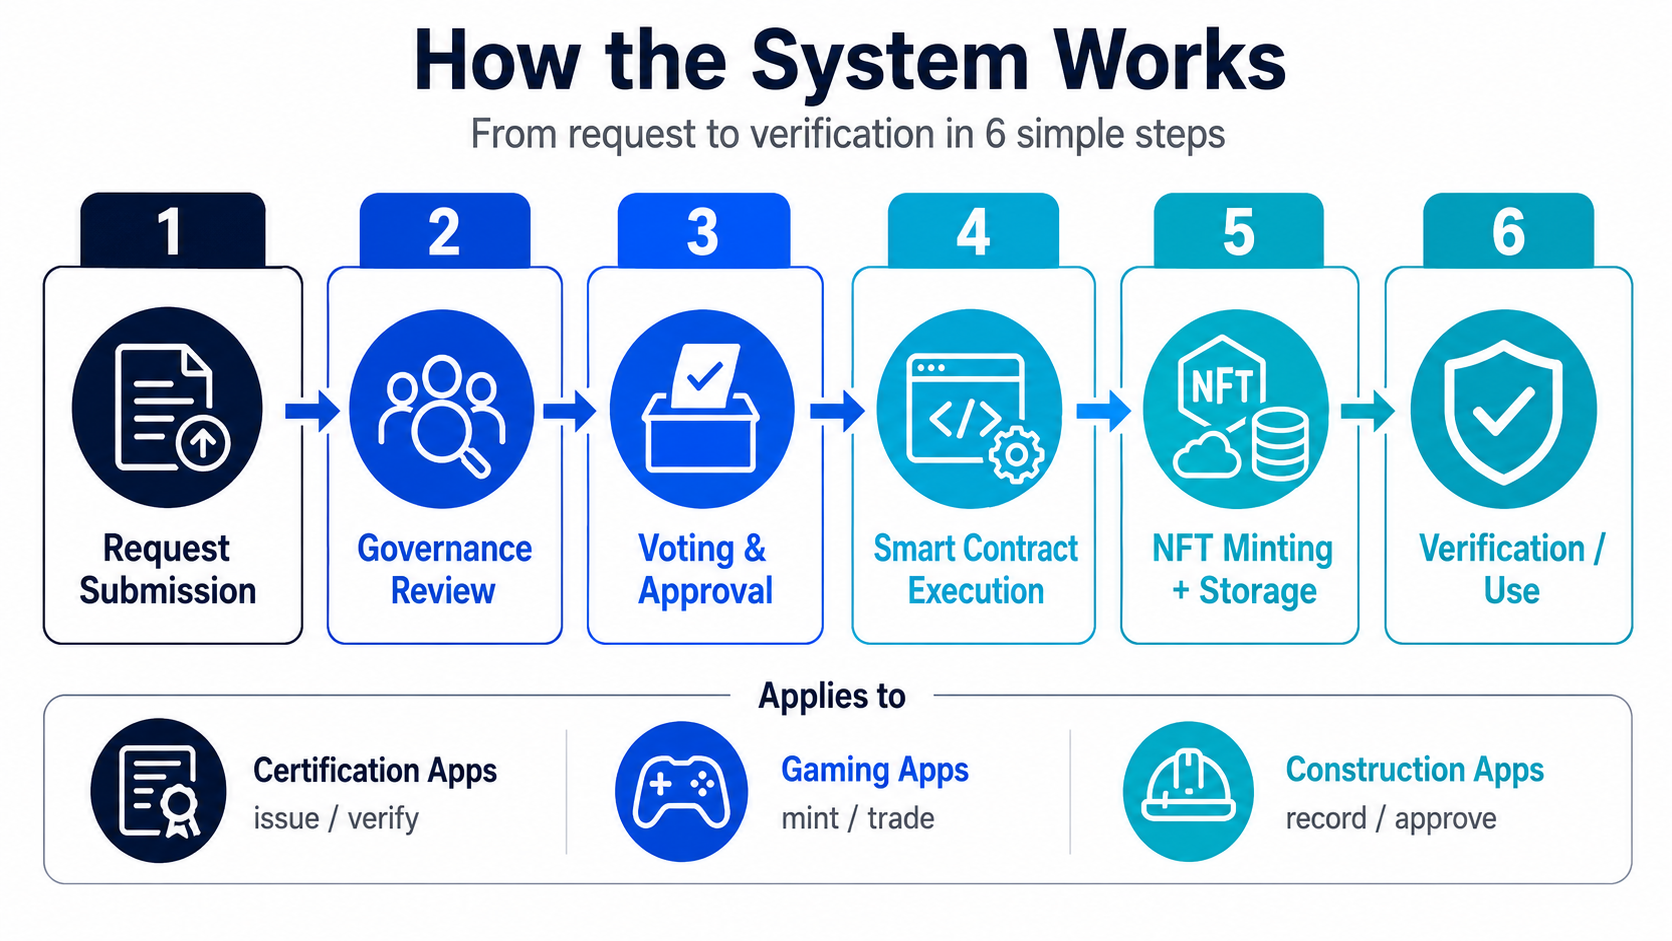 How the System Works
From request to verification in 6 simple steps
1
2
3
4
5
6
NFT
Request
Submission
Governance
Review
Voting &
Approval
Smart Contract
Execution
NFT Minting
+ Storage
Verification /
Use
Applies to
Certification Apps
issue / verify
Gaming Apps
mint / trade
Construction Apps
record / approve